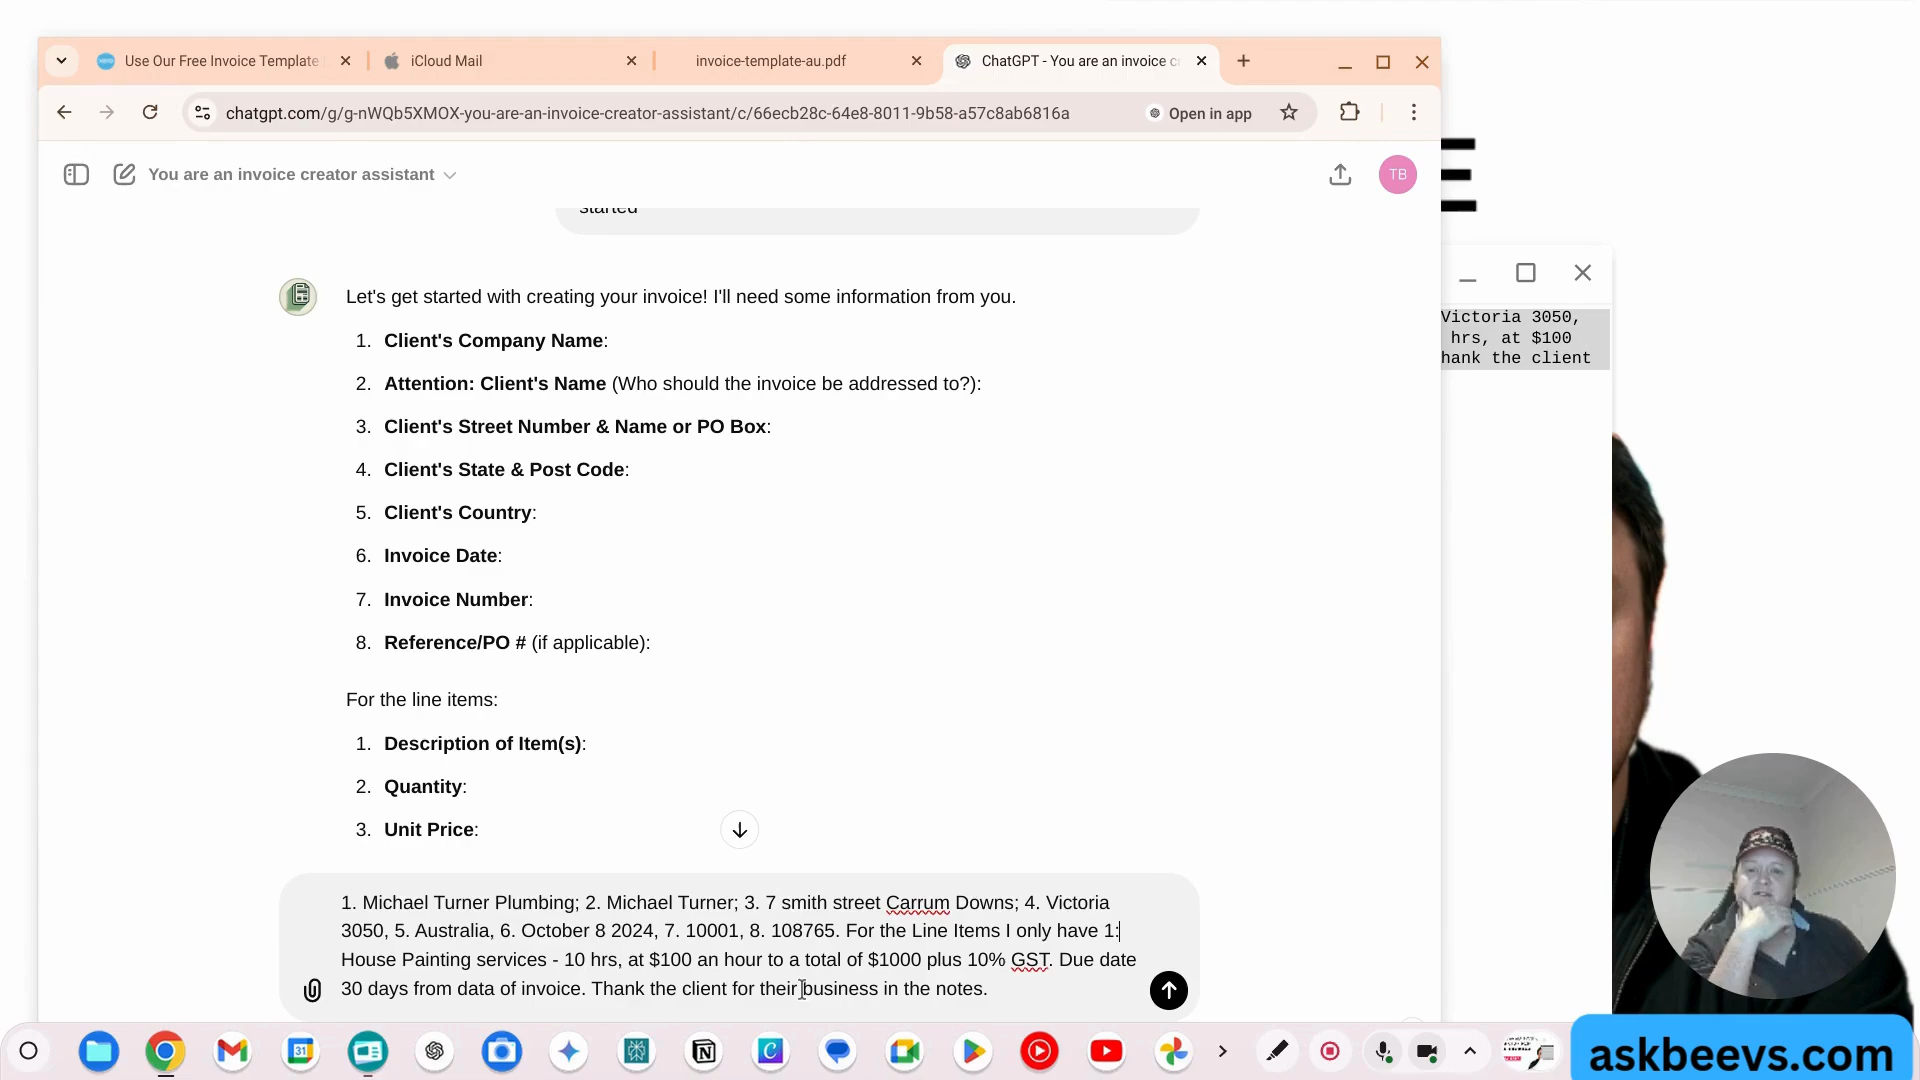 Use Our Free Invoice Template
iCloud Mail
invoice-template-au.pdf
ChatGPT - You are an invoice c
chatgpt.com/g/g-nWQb5XMOX-you-are-an-invoice-creator-assistant/c/66ecb28c-64e8-8011-9b58-a57c8ab6816a
Open in app
You are an invoice creator assistant
TB
E
started
Let's get started with creating your invoice! I'll need some information from you.
1. Client's Company Name:
2. Attention: Client's Name (Who should the invoice be addressed to?):
3. Client's Street Number & Name or PO Box:
4. Client's State & Post Code:
5. Client's Country:
6. Invoice Date:
7. Invoice Number:
8. Reference/PO # (if applicable):
For the line items:
1. Description of Item(s):
2. Quantity:
3. Unit Price:
Victoria 3050,
hrs, at $100
hank the client
1. Michael Turner Plumbing; 2. Michael Turner; 3. 7 smith street Carrum Downs; 4. Victoria
3050, 5. Australia, 6. October 8 2024, 7. 10001, 8. 108765. For the Line Items I only have 1:
House Painting services - 10 hrs, at $100 an hour to a total of $1000 plus 10% GST. Due date
30 days from data of invoice. Thank the client for their business in the notes.
31
askbeevs.com